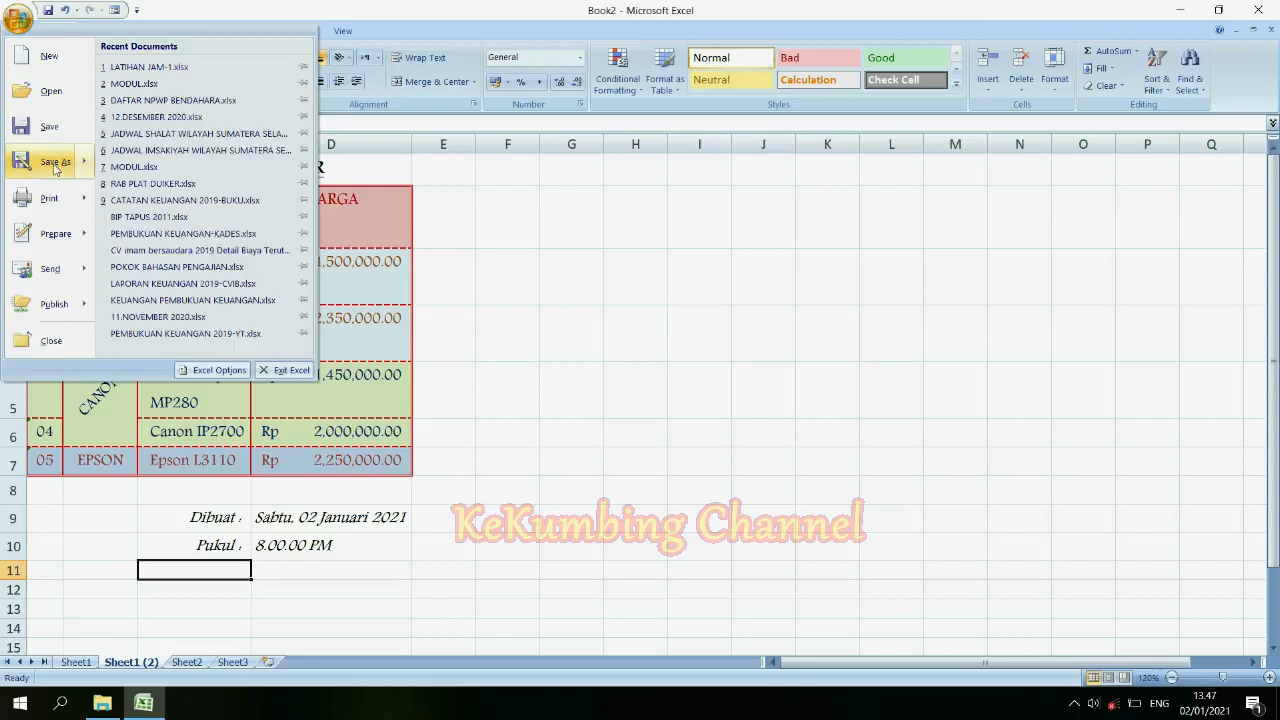 Book2 - Microsoft Excel
View
Wrap Text
Merge & Center
Alignment
General
%
Number
Conditional Formatting
Format as Table
Normal
Bad
Good
Neutral
Calculation
Check Cell
Styles
Insert
Delete
Format
Cells
AutoSum
Fill
Clear
Sort & Filter
Find & Select
Editing
New
Open
Save
Save As
Print
Prepare
Send
Publish
Close
Recent Documents
1 LATIHAN JAM-1.xlsx
2 MODUL.xlsx
3 DAFTAR NPWP BENDAHARA.xlsx
4 12.DESEMBER 2020.xlsx
5 JADWAL SHALAT WILAYAH SUMATERA SELA...
6 JADWAL IMSAKIYAH WILAYAH SUMATERA SE...
7 MODUL.xlsx
8 RAB PLAT DUIKER.xlsx
9 CATATAN KEUANGAN 2019-BUKU.xlsx
BIP TAPUS 2011.xlsx
PEMBUKUAN KEUANGAN-KADES.xlsx
CV imam bersaudara 2019 Detail Biaya Terut...
POKOK BAHASAN PENGAJIAN.xlsx
LAPORAN KEUANGAN 2019-CVIB.xlsx
KEUANGAN PEMBUKUAN KEUANGAN.xlsx
11.NOVEMBER 2020.xlsx
PEMBUKUAN KEUANGAN 2019-YT.xlsx
Excel Options
Exit Excel
D E F G H I J K L M N O P Q
R
ARGA
1,500,000.00
2,350,000.00
1,450,000.00
5 CANON MP280
6 04 Canon IP2700 Rp 2,000,000.00
7 05 EPSON Epson L3110 Rp 2,250,000.00
8
9 Dibuat : Sabtu, 02 Januari 2021
10 Pukul : 8.00.00 PM
11
12
13
14
15
KeKumbing Channel
Sheet1 Sheet1 (2) Sheet2 Sheet3
Ready
120%
ENG
13.47
02/01/2021